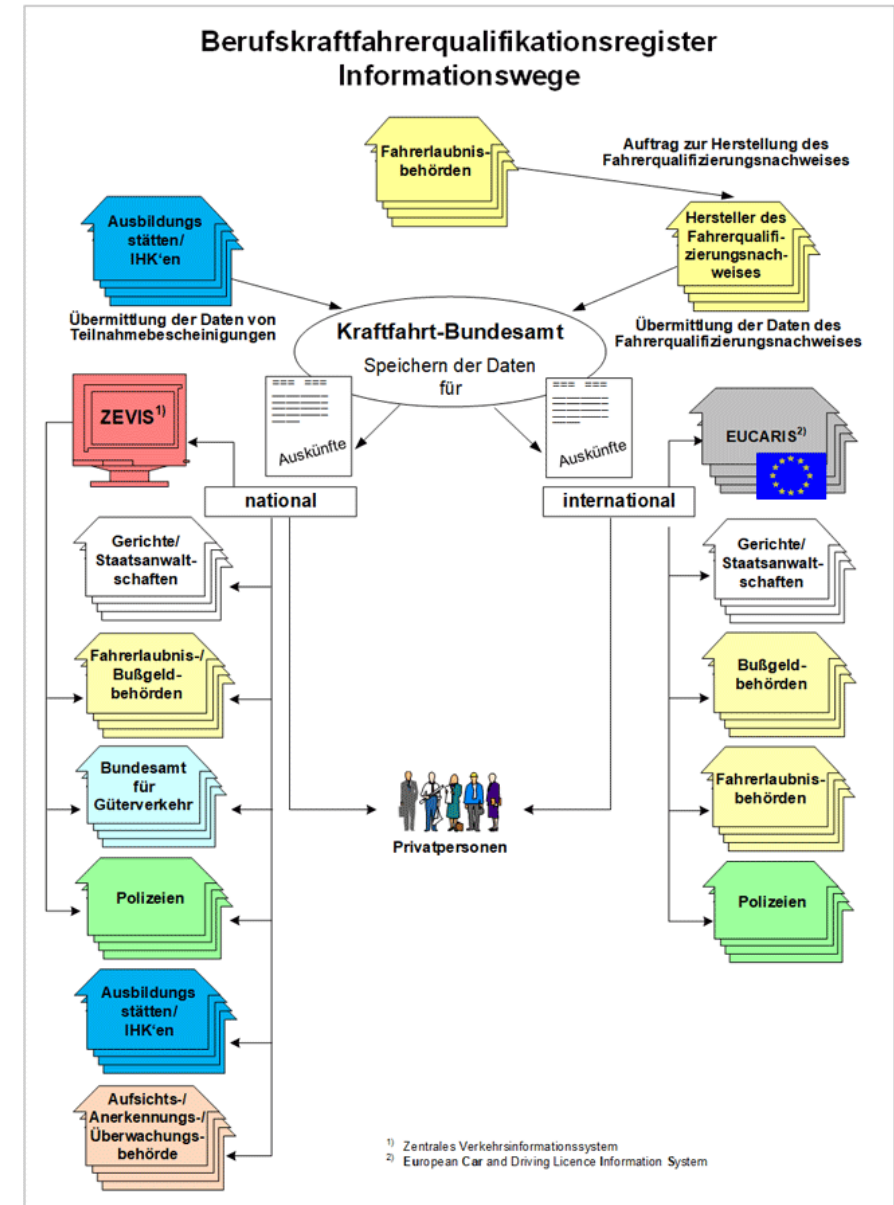 Berufskraftfahrerqualifikationsregister
Informationswege
Fahrerlaubnis-
behörden
Auftrag zur Herstellung des
Fahrerqualifizierungsnachweises
Ausbildungs
stätten/
IHK‘en
Hersteller des
Fahrerqualifi-
zierungsnach-
weises
Übermittlung der Daten von
Teilnahmebescheinigungen
Kraftfahrt-Bundesamt
Speichern der Daten
für
Übermittlung der Daten des
Fahrerqualifizierungsnachweises
ZEVIS1)
Auskünfte
Auskünfte
EUCARIS2)
national
international
Gerichte/
Staatsanwalt-
schaften
Gerichte/
Staatsanwalt-
schaften
Fahrerlaubnis-/
Bußgeld-
behörden
Bußgeld-
behörden
Bundesamt
für
Güterverkehr
Privatpersonen
Fahrerlaubnis-
behörden
Polizeien
Polizeien
Ausbildungs
stätten/
IHK‘en
Aufsichts-/
Anerkennungs-/
Überwachungs-
behörde
1) Zentrales Verkehrsinformationssystem
2) European Car and Driving Licence Information System